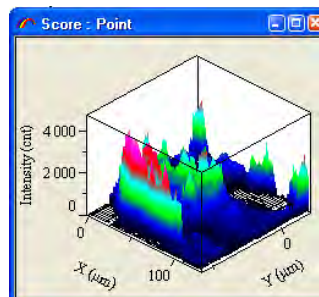 Score : Point
Intensity (cnt)
4 000
2 000
0
0
X (µm)
100
0
Y (µm)